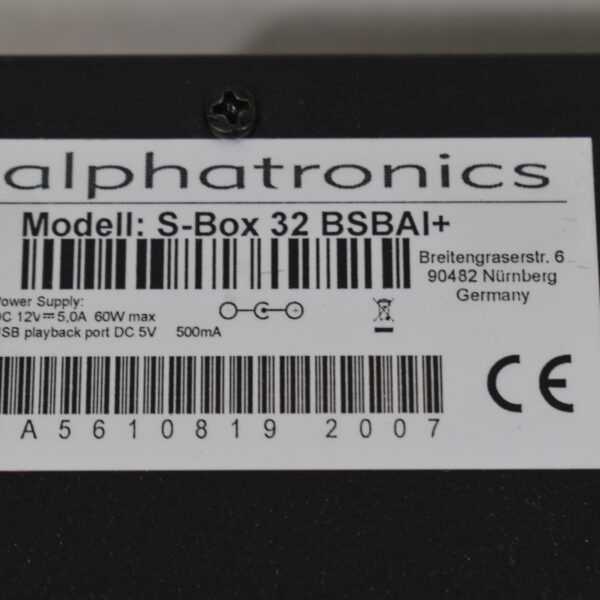 alphatronics
Modell: S-Box 32 BSBAI+
Breitengraserstr. 6
90482 Nürnberg
Germany
Power Supply:
DC 12V⎓5,0A 60W max
USB playback port DC 5V 500mA
A5610819 2007
CE